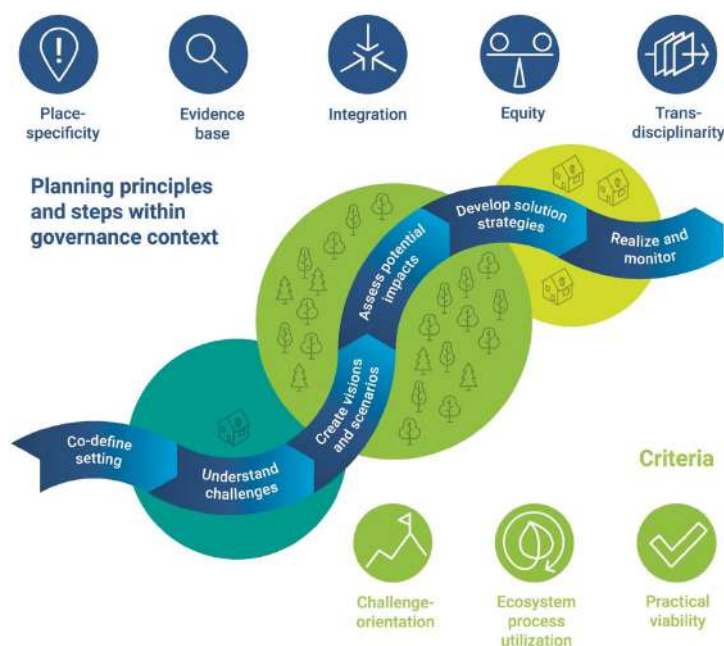 Place-
specificity
Evidence
base
Integration
Equity
Trans-
disciplinarity
Planning principles
and steps within
governance context
Co-define
setting
Understand
challenges
Create visions
and scenarios
Assess potential
impacts
Develop solution
strategies
Realize and
monitor
Criteria
Challenge-
orientation
Ecosystem
process
utilization
Practical
viability